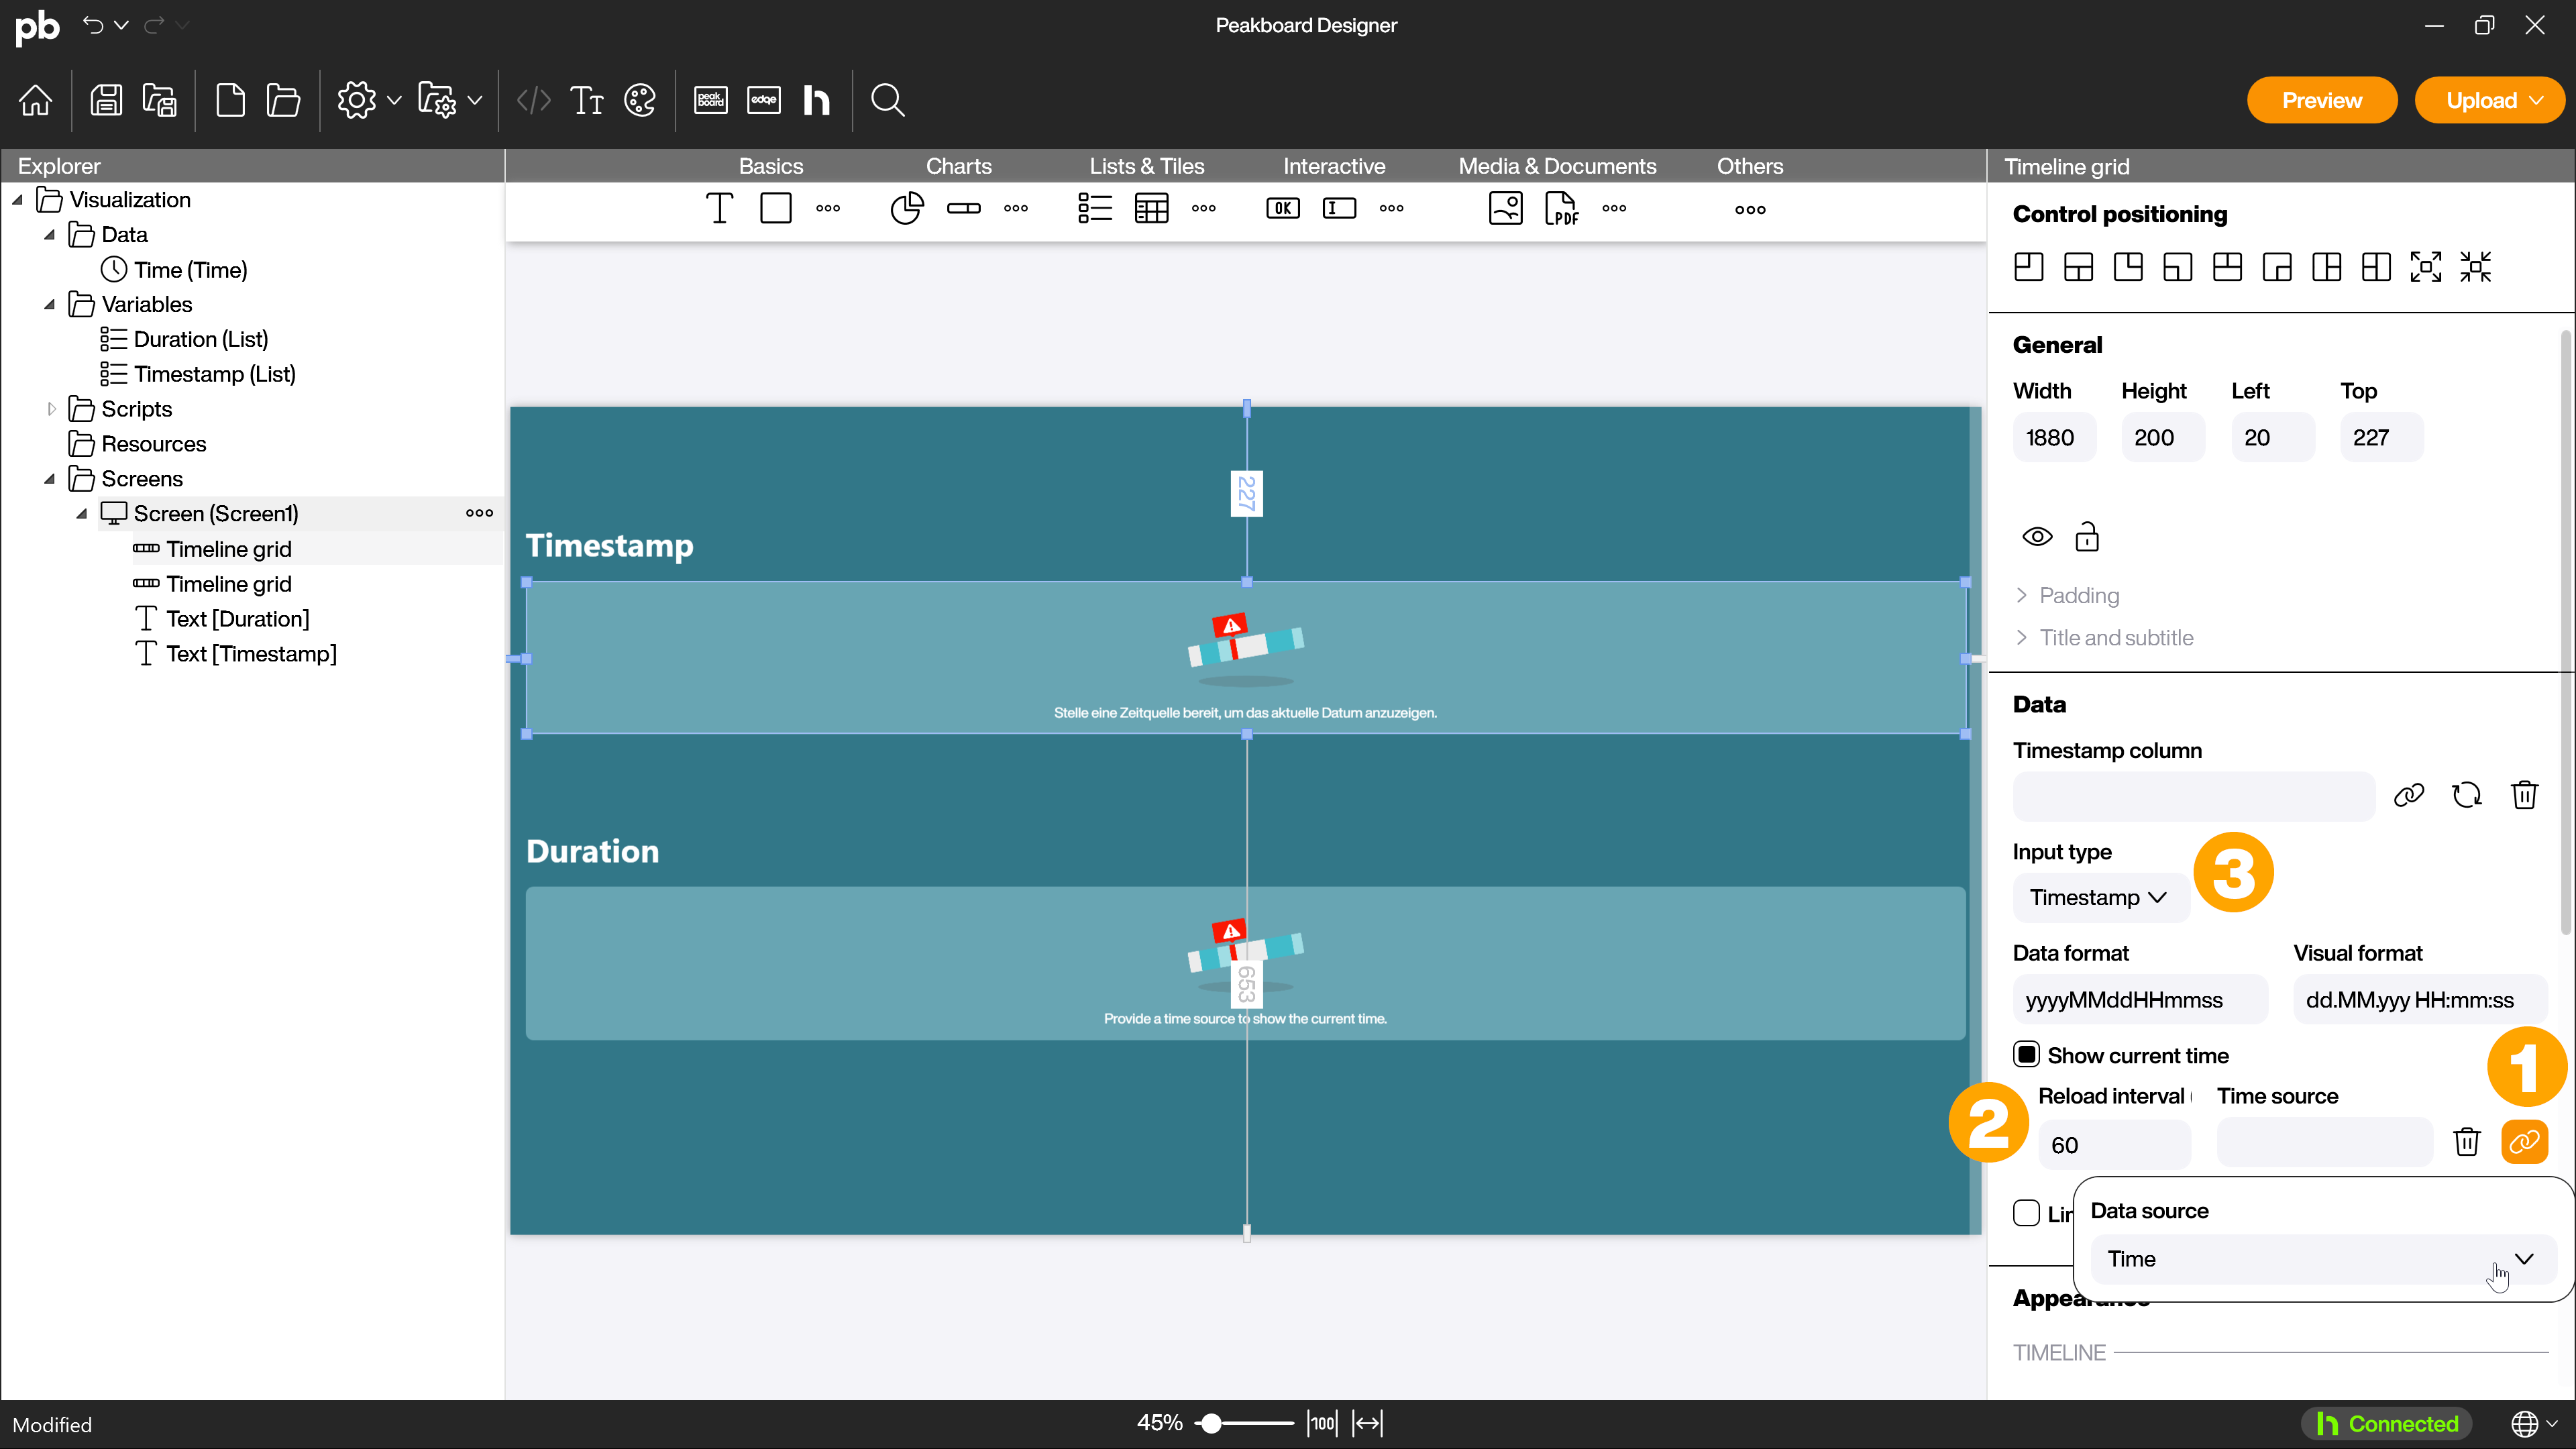 pb
Peakboard Designer
peak
board
edge
h
Preview
Upload
Explorer
Basics
Charts
Lists & Tiles
Interactive
Media & Documents
Others
Timeline grid
OK
I
PDF
Visualization
Data
Time (Time)
Variables
Duration (List)
Timestamp (List)
Scripts
Resources
Screens
Screen (Screen1)
Timeline grid
Timeline grid
Text [Duration]
Text [Timestamp]
227
Timestamp
Stelle eine Zeitquelle bereit, um das aktuelle Datum anzuzeigen.
Duration
653
Provide a time source to show the current time.
Control positioning
General
Width
Height
Left
Top
1880
200
20
227
Padding
Title and subtitle
Data
Timestamp column
Input type
3
Timestamp
Data format
Visual format
yyyyMMddHHmmss
dd.MM.yyy HH:mm:ss
Show current time
1
2
Reload interval
Time source
60
Data source
Time
TIMELINE
Modified
45%
100
h Connected